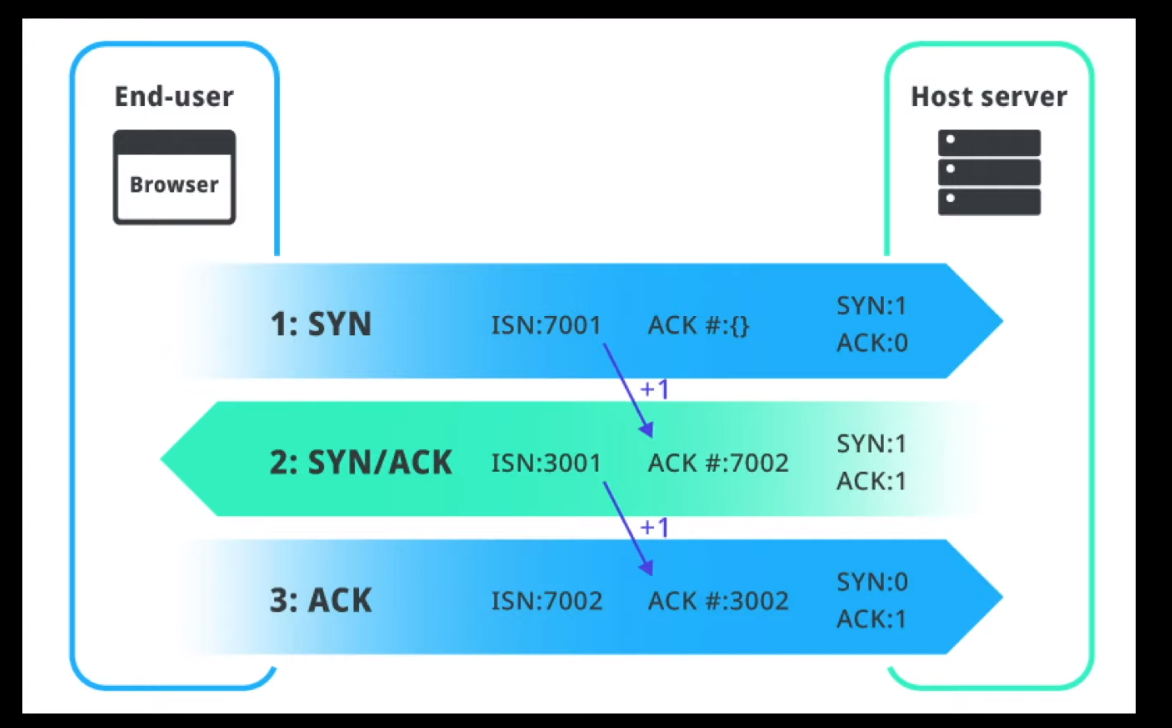 End-user
Host server
Browser
1: SYN
ISN:7001
ACK #:{}
SYN:1
ACK:0
+1
2: SYN/ACK
ISN:3001
ACK #:7002
SYN:1
ACK:1
+1
3: ACK
ISN:7002
ACK #:3002
SYN:0
ACK:1